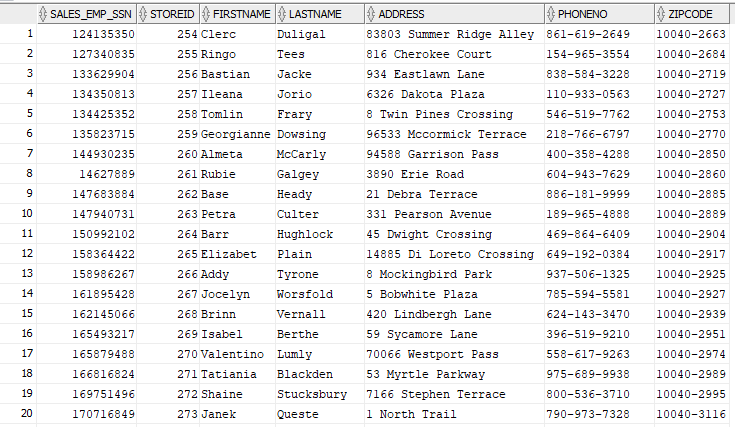 SALES_EMP_SSN STOREID FIRSTNAME LASTNAME ADDRESS PHONENO ZIPCODE
1 124135350 254 Clerc Duligal 83803 Summer Ridge Alley 861-619-2649 10040-2663
2 127340835 255 Ringo Tees 816 Cherokee Court 154-965-3554 10040-2684
3 133629904 256 Bastian Jacke 934 Eastlawn Lane 838-584-3228 10040-2719
4 134350813 257 Ileana Jorio 6326 Dakota Plaza 110-933-0563 10040-2727
5 134425352 258 Tomlin Frary 8 Twin Pines Crossing 546-519-7762 10040-2753
6 135823715 259 Georgianne Dowsing 96533 Mccormick Terrace 218-766-6797 10040-2770
7 144930235 260 Almeta McCarly 94588 Garrison Pass 400-358-4288 10040-2850
8 14627889 261 Rubie Galgey 3890 Erie Road 604-943-7629 10040-2860
9 147683884 262 Base Heady 21 Debra Terrace 886-181-9999 10040-2885
10 147940731 263 Petra Culter 331 Pearson Avenue 189-965-4888 10040-2889
11 150992102 264 Barr Hughlock 45 Dwight Crossing 469-864-6409 10040-2904
12 158364422 265 Elizabet Plain 14885 Di Loreto Crossing 649-192-0384 10040-2917
13 158986267 266 Addy Tyrone 8 Mockingbird Park 937-506-1325 10040-2925
14 161895428 267 Jocelyn Worsfold 5 Bobwhite Plaza 785-594-5581 10040-2927
15 162145066 268 Brinn Vernall 420 Lindbergh Lane 624-143-3470 10040-2939
16 165493217 269 Isabel Berthe 59 Sycamore Lane 396-519-9210 10040-2951
17 165879488 270 Valentino Lumly 70066 Westport Pass 558-617-9263 10040-2974
18 166816824 271 Tatiania Blackden 53 Myrtle Parkway 975-689-9938 10040-2989
19 169751496 272 Shaine Stucksbury 7166 Stephen Terrace 800-536-3710 10040-2995
20 170716849 273 Janek Queste 1 North Trail 790-973-7328 10040-3116